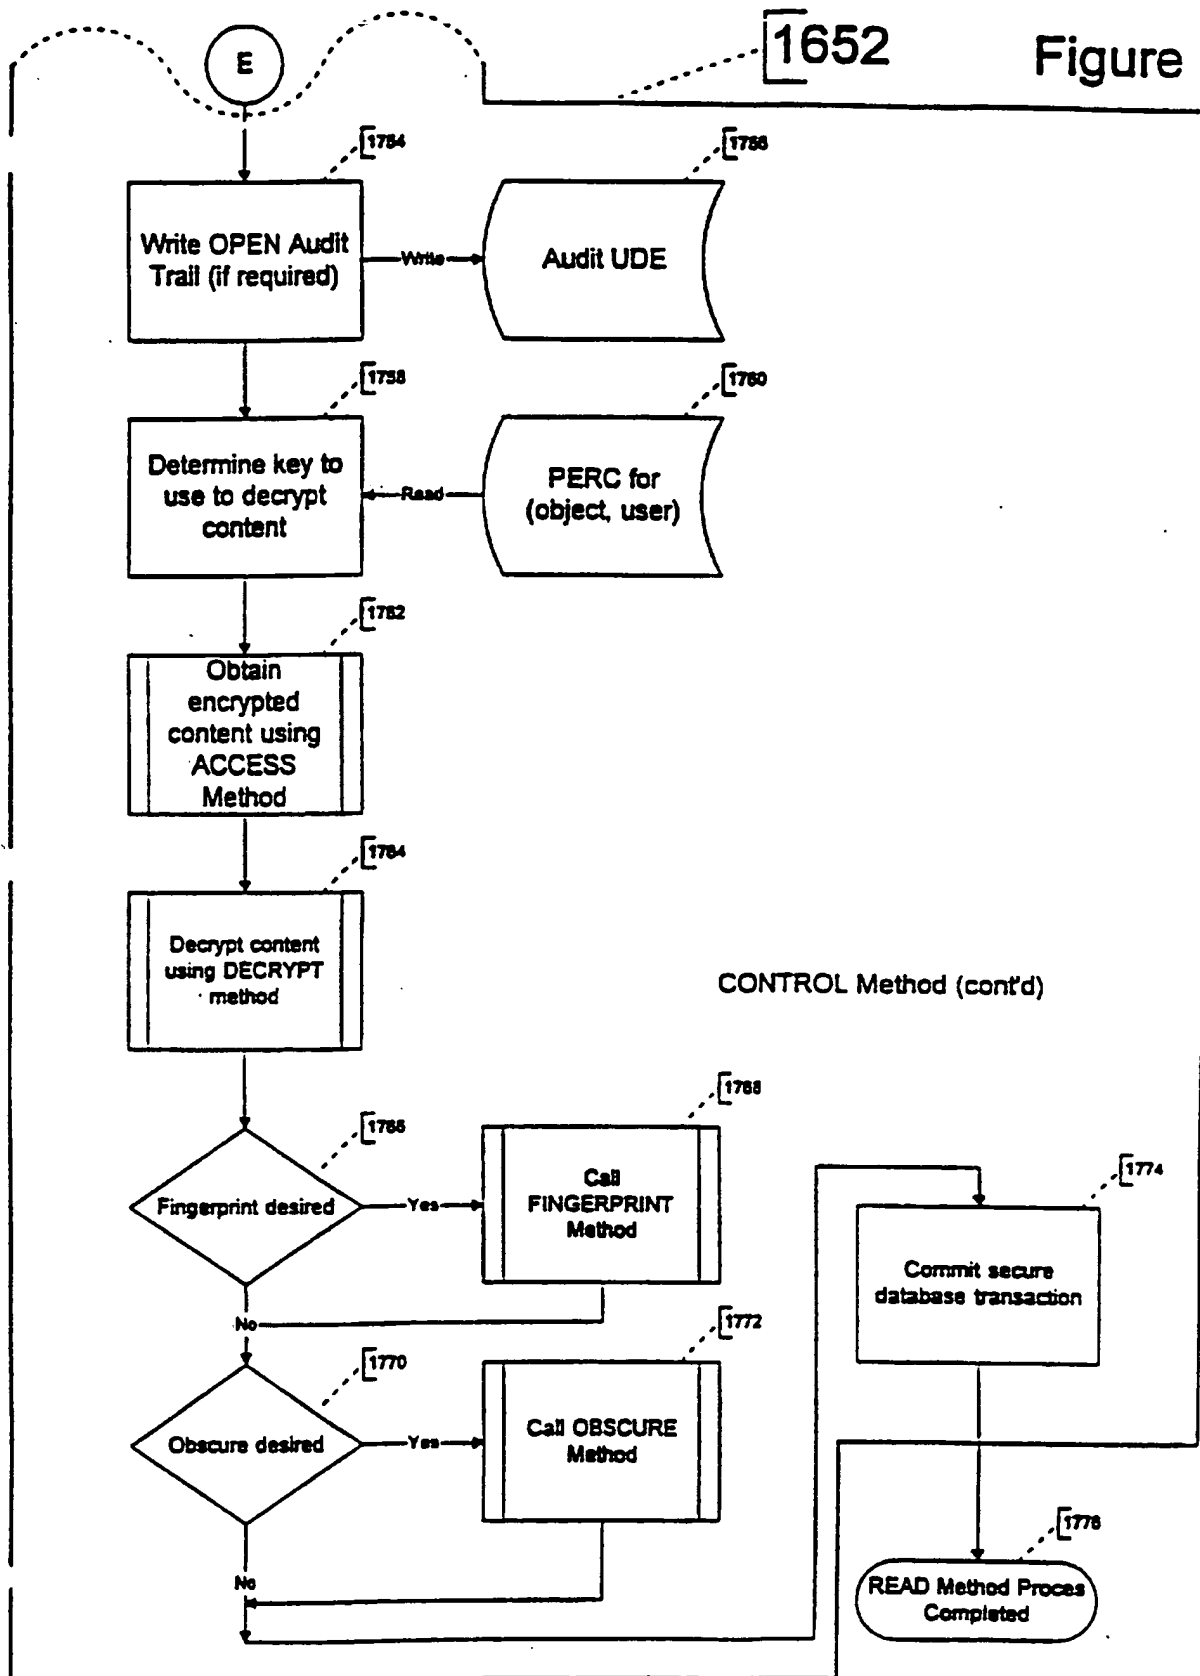 1652
Figure
E
1754
Write OPEN Audit
Trail (if required)
Write
1756
Audit UDE
1758
Determine key to
use to decrypt
content
Read
1760
PERC for
(object, user)
1762
Obtain
encrypted
content using
ACCESS
Method
1764
Decrypt content
using DECRYPT
method
CONTROL Method (cont'd)
1766
Fingerprint desired
Yes
1768
Call
FINGERPRINT
Method
No
1770
Obscure desired
Yes
1772
Call OBSCURE
Method
No
1774
Commit secure
database transaction
1776
READ Method Proces
Completed